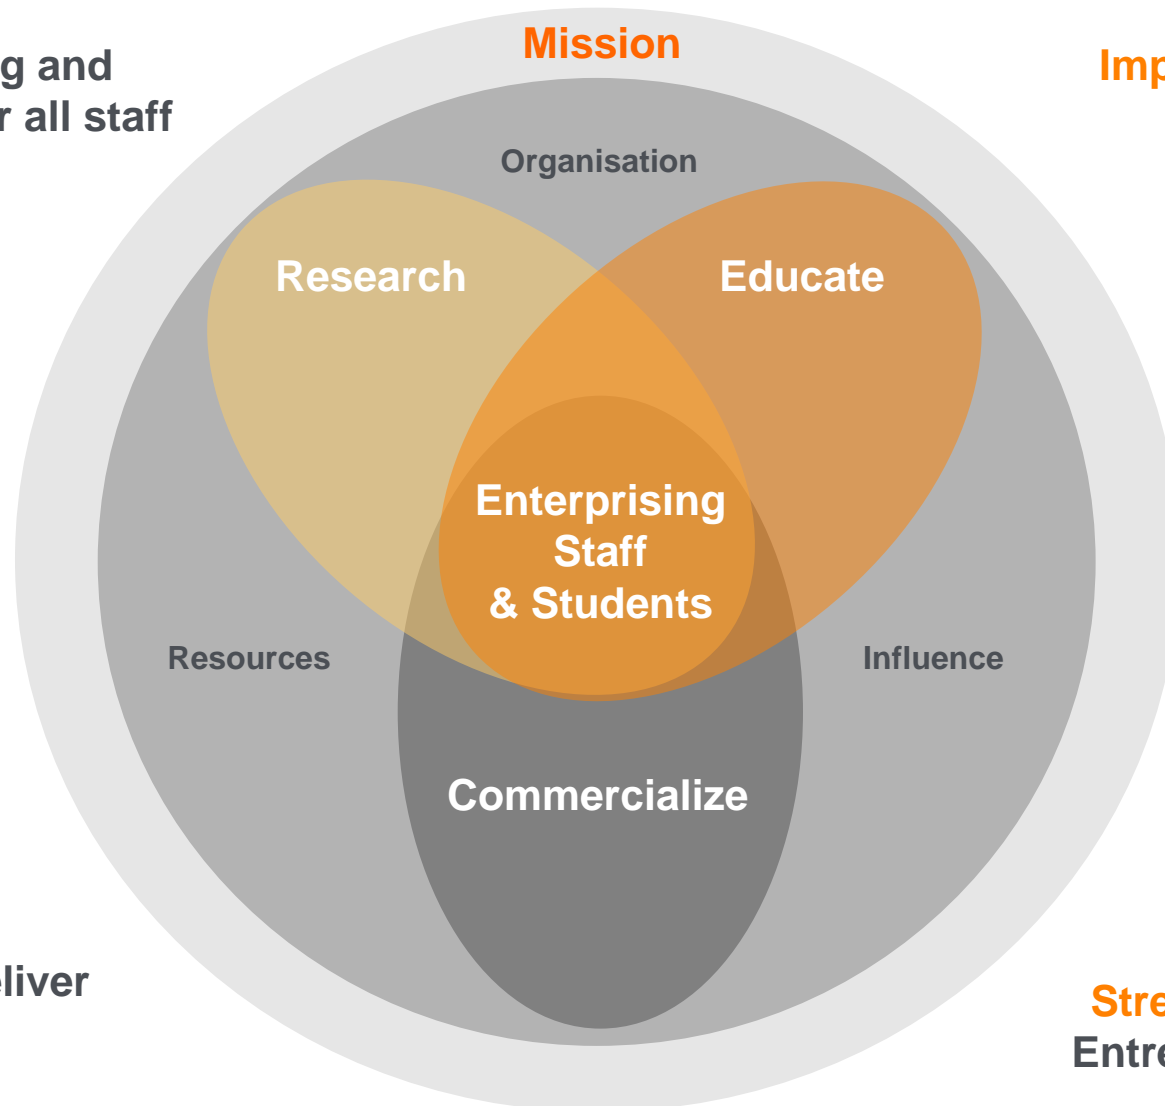 Mission
g and
r all staff
Imp
Organisation
Research
Educate
Enterprising
Staff
& Students
Resources
Influence
Commercialize
eliver
Stre
Entre